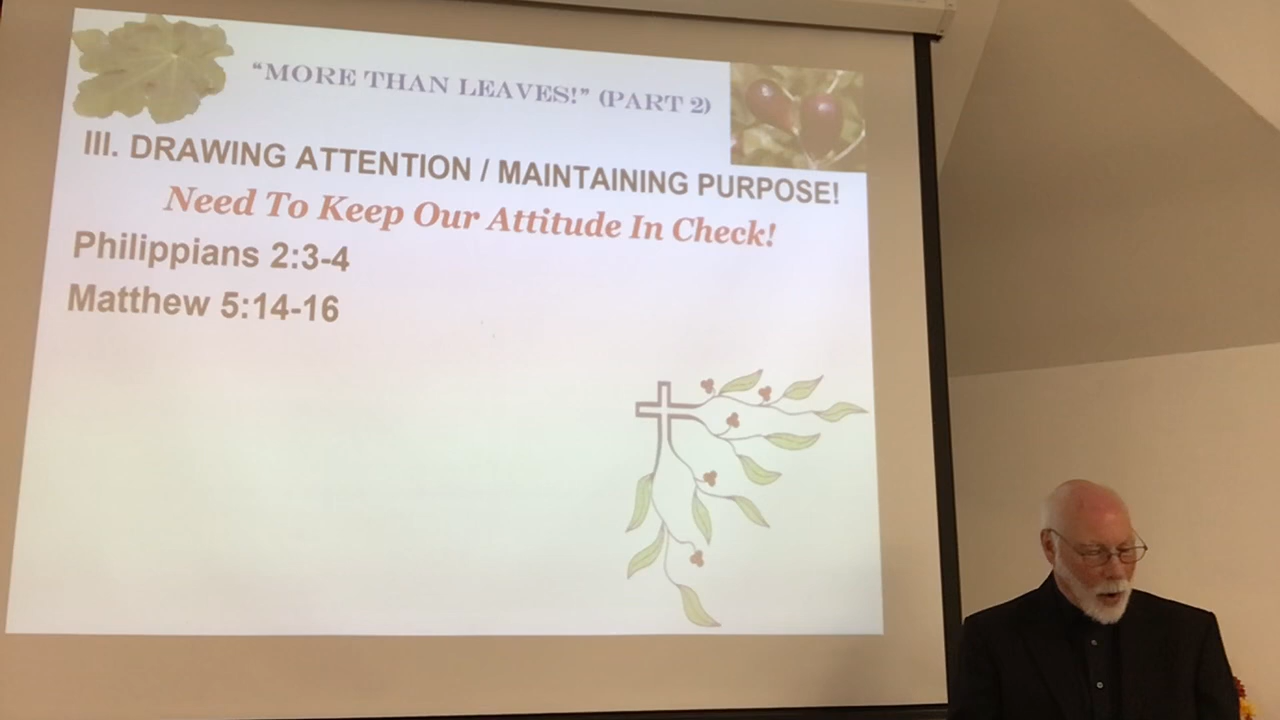 “MORE THAN LEAVES!” (PART 2)
III. DRAWING ATTENTION / MAINTAINING PURPOSE!
Need To Keep Our Attitude In Check!
Philippians 2:3-4
Matthew 5:14-16